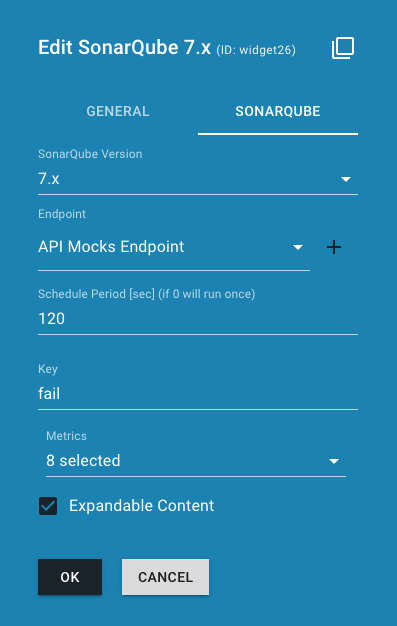 Edit SonarQube 7.x (ID: widget26)
GENERAL SONARQUBE
SonarQube Version
7.x
Endpoint
API Mocks Endpoint
Schedule Period [sec] (if 0 will run once)
120
Key
fail
Metrics
8 selected
Expandable Content
OK CANCEL